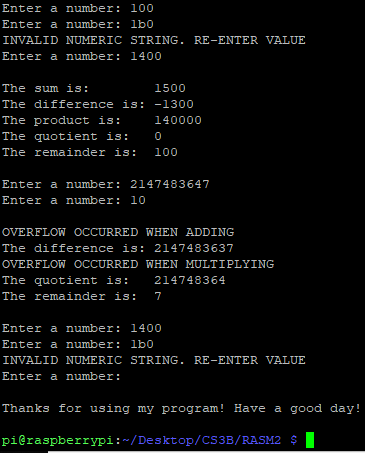 Enter a number: 100
Enter a number: 1b0
INVALID NUMERIC STRING. RE-ENTER VALUE
Enter a number: 1400
The sum is: 1500
The difference is: -1300
The product is: 140000
The quotient is: 0
The remainder is: 100
Enter a number: 2147483647
Enter a number: 10
OVERFLOW OCCURRED WHEN ADDING
The difference is: 2147483637
OVERFLOW OCCURRED WHEN MULTIPLYING
The quotient is: 214748364
The remainder is: 7
Enter a number: 1400
Enter a number: 1b0
INVALID NUMERIC STRING. RE-ENTER VALUE
Enter a number:
Thanks for using my program! Have a good day!
pi@raspberrypi:~/Desktop/CS3B/RASM2 $